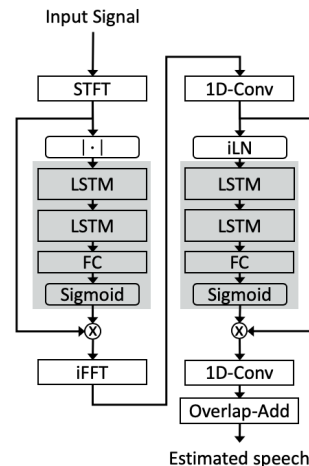 Input Signal
STFT
|·|
LSTM
LSTM
FC
Sigmoid
X
iFFT
1D-Conv
iLN
LSTM
LSTM
FC
Sigmoid
X
1D-Conv
Overlap-Add
Estimated speech